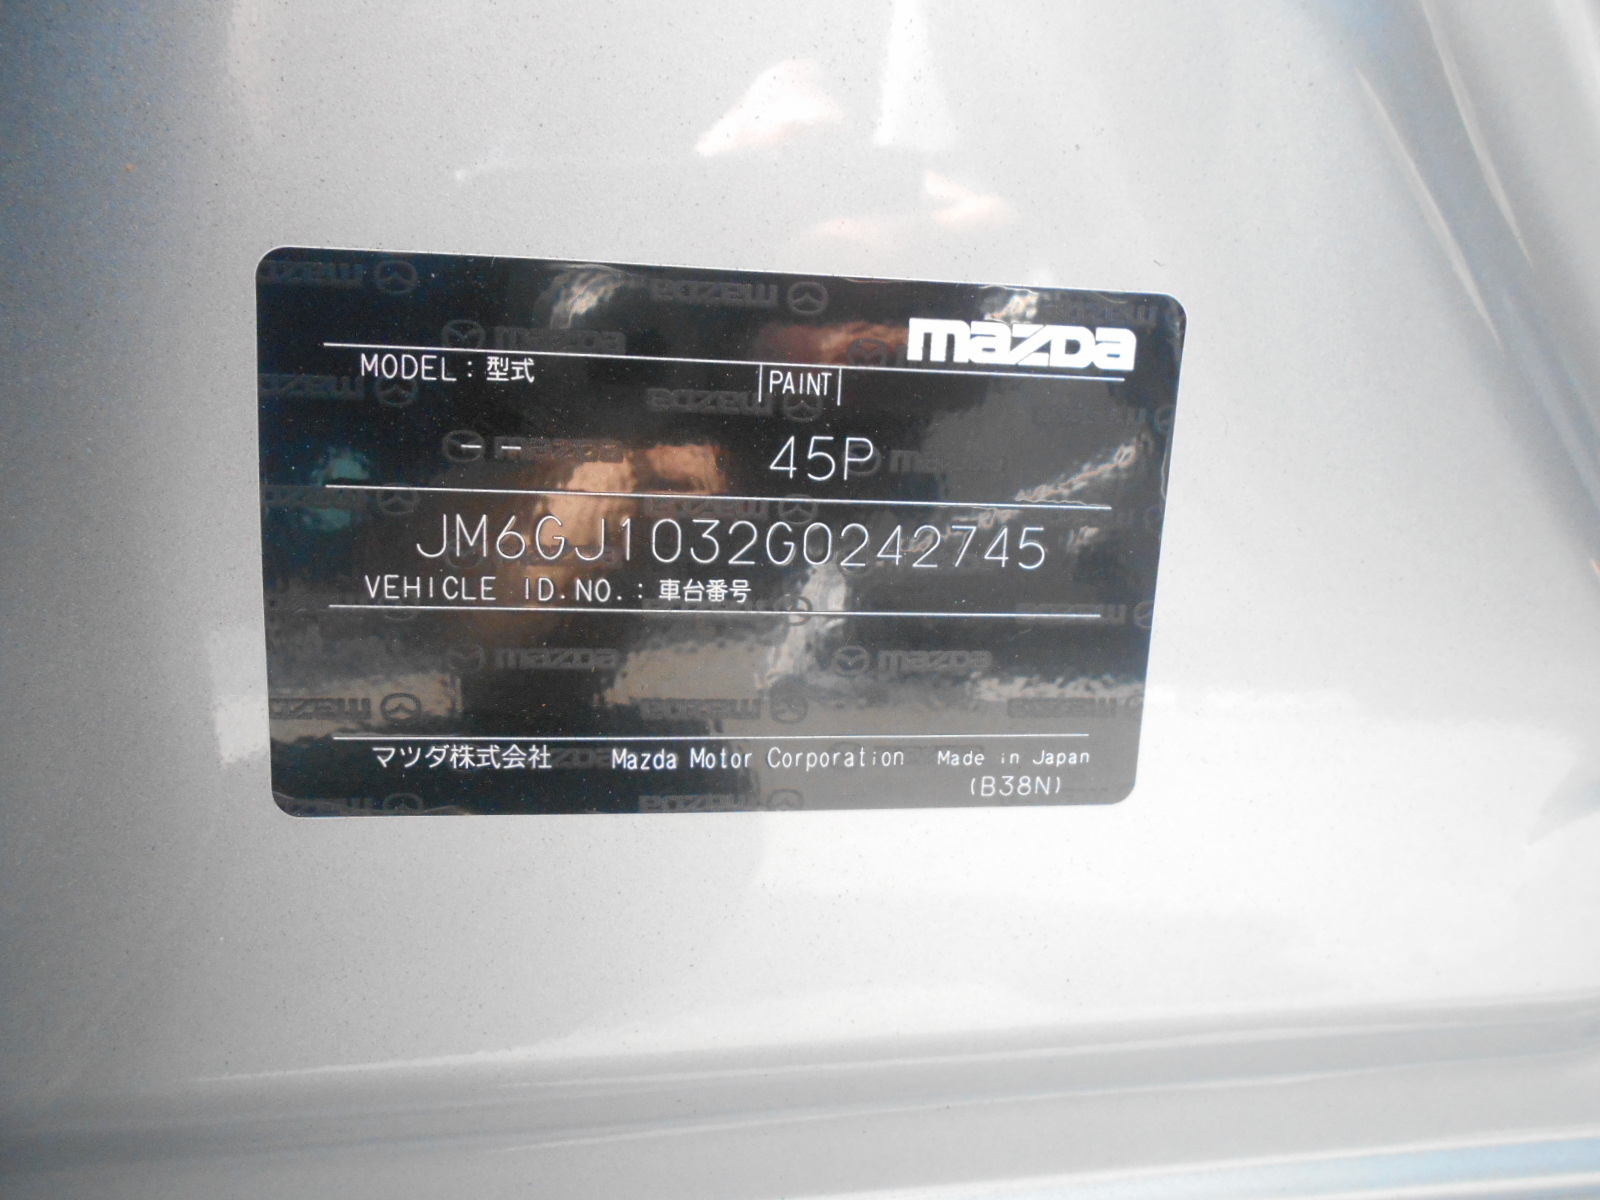 mazda
MODEL : 型式
PAINT
- -
45P
JM6GJ1032G0242745
VEHICLE ID.NO. : 車台番号
マツダ株式会社 Mazda Motor Corporation Made in Japan
(B38N)